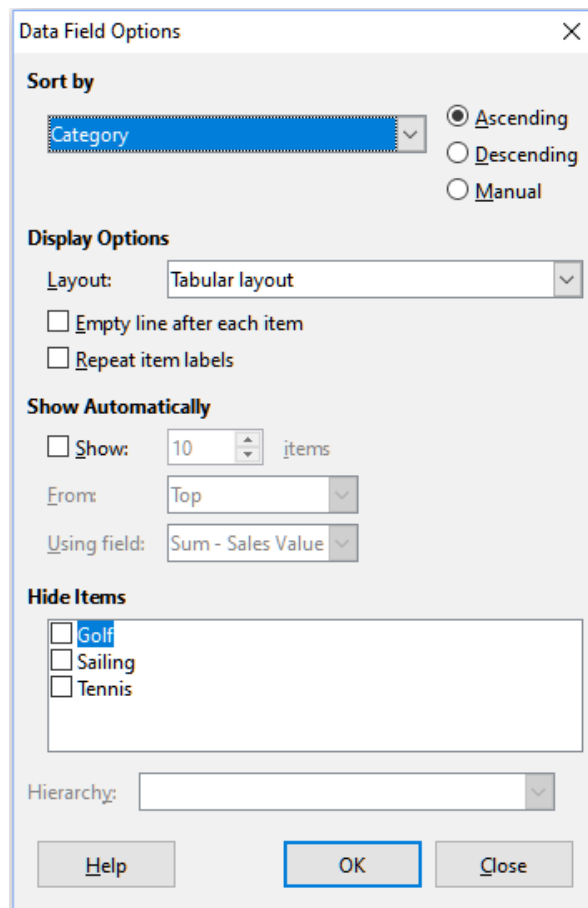 Data Field Options
Sort by
Category
Ascending
Descending
Manual
Display Options
Layout: Tabular layout
Empty line after each item
Repeat item labels
Show Automatically
Show: 10 items
From: Top
Using field: Sum - Sales Value
Hide Items
Golf
Sailing
Tennis
Hierarchy:
Help OK Close